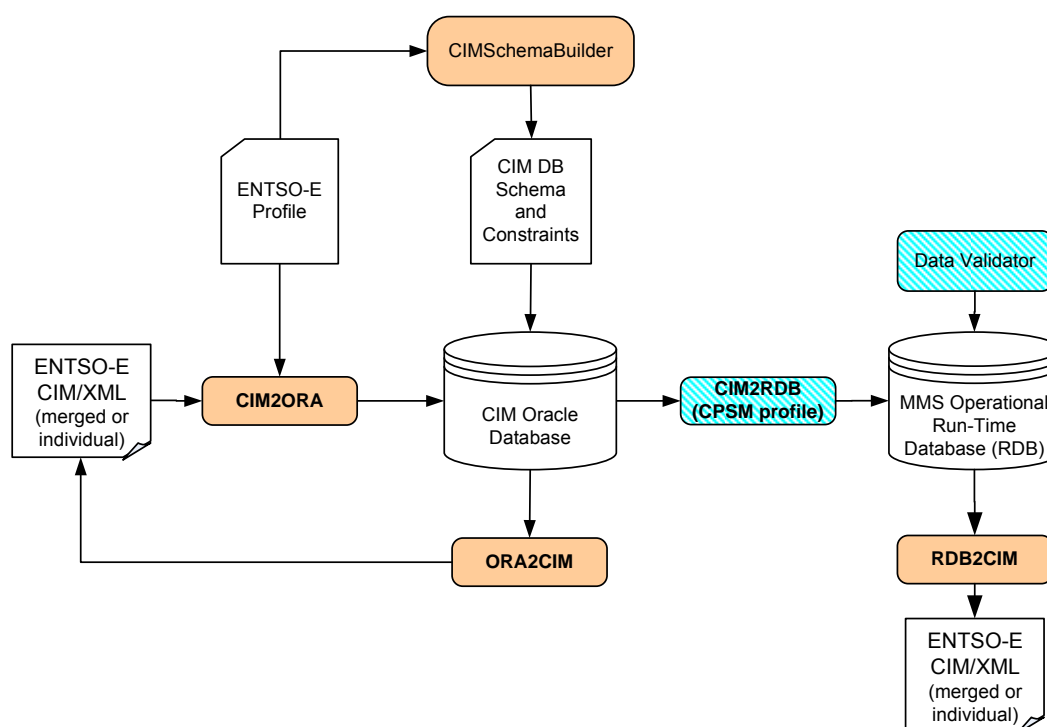 CIMSchemaBuilder
ENTSO-E
Profile
CIM DB
Schema
and
Constraints
Data Validator
ENTSO-E
CIM/XML
(merged or
individual)
CIM2ORA
CIM Oracle
Database
CIM2RDB
(CPSM profile)
MMS Operational
Run-Time
Database (RDB)
ORA2CIM
RDB2CIM
ENTSO-E
CIM/XML
(merged or
individual)